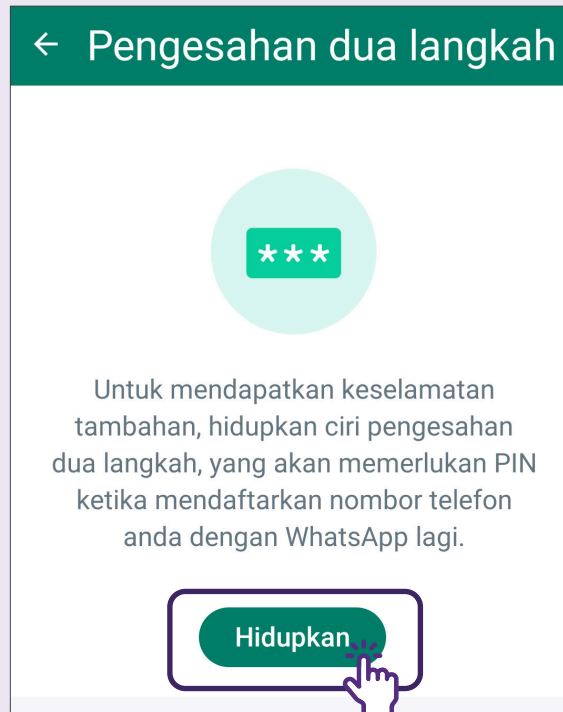 Pengesahan dua langkah
***
Untuk mendapatkan keselamatan
tambahan, hidupkan ciri pengesahan
dua langkah, yang akan memerlukan PIN
ketika mendaftarkan nombor telefon
anda dengan WhatsApp lagi.
Hidupkan